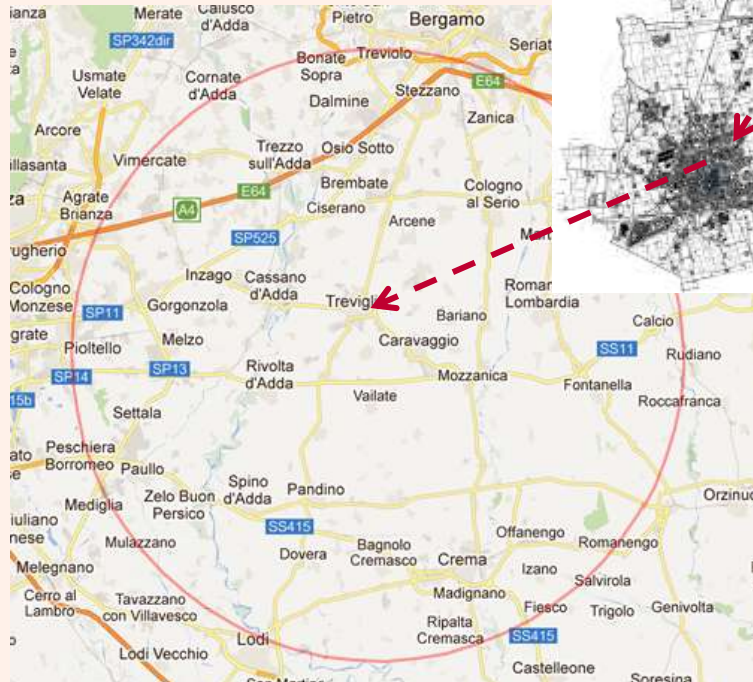 Merate
Calusco
d'Adda
Pietro
Bergamo
SP342dir
Bonate
Sopra
Treviolo
Seriat
Usmate
Velate
Cornate
d'Adda
Stezzano
E64
Dalmine
Zanica
Arcore
Trezzo
sull'Adda
Osio Sotto
Vimercate
Brembate
Agrate
Brianza
E64
Ciserano
Cologno
al Serio
A4
Arcene
SP525
Inzago
Cassano
d'Adda
Cologno
Monzese
Gorgonzola
Lombardia
Bariano
SP11
Calcio
Melzo
Caravaggio
SS11
Pioltello
Rudiano
SP13
Rivolta
d'Adda
SP14
Mozzanica
Fontanella
Vailate
Roccafranca
15b
Settala
Peschiera
Borromeo
Paullo
Spino
d'Adda
Pandino
Zelo Buon
Persico
Mediglia
SS415
Offanengo
Romanengo
Mulazzano
Dovera
Bagnolo
Cremasco
Crema
Izano
Melegnano
Salvirola
Madignano
Cerro al
Lambro
Tavazzano
con Villavesco
Fiesco
Trigolo
Genivolta
Ripalta
Cremasca
Lodi
SS415
Lodi Vecchio
Castelleone
Soresina